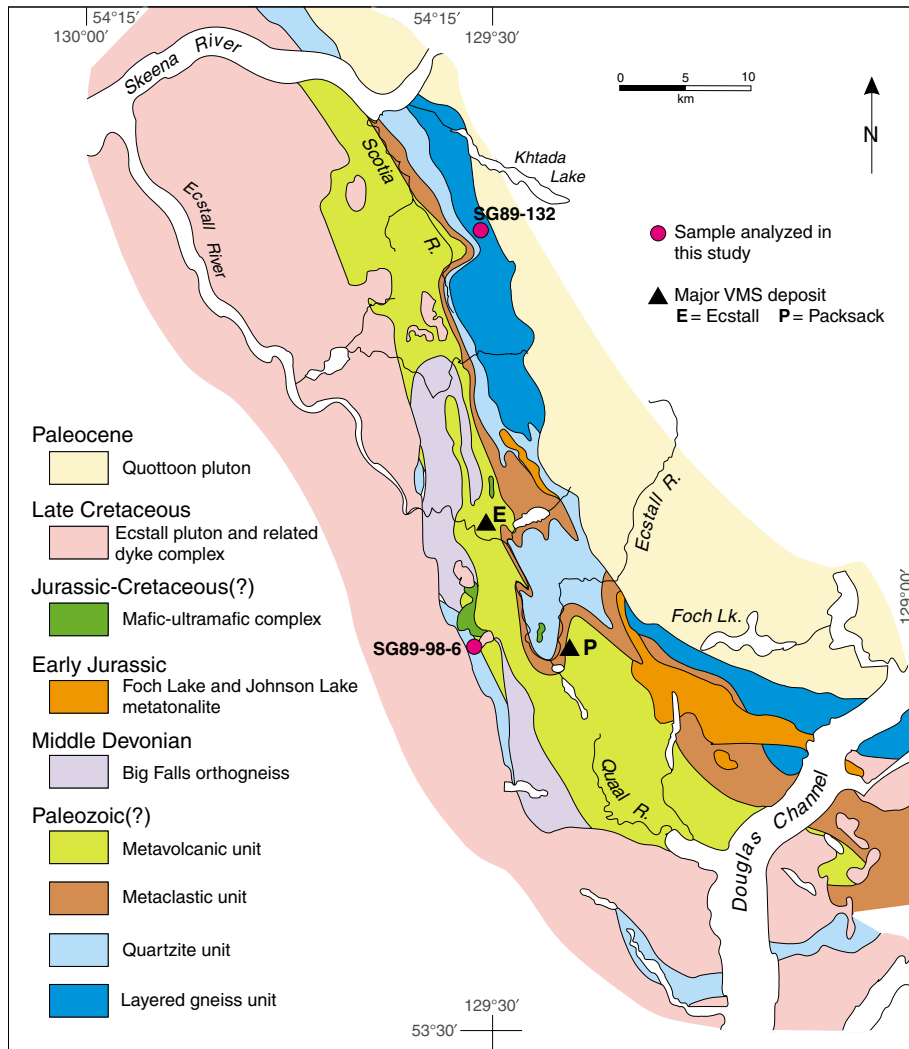 54°15′
54°15′
130°00′
129°30′
Skeena River
0 5 10
km
N
Scotia
R.
Khtada
Lake
SG89-132
Ecstall
River
Sample analyzed in
this study
Major VMS deposit
E = Ecstall P = Packsack
Paleocene
Quottoon pluton
Late Cretaceous
Ecstall pluton and related
dyke complex
Jurassic-Cretaceous(?)
Mafic-ultramafic complex
Early Jurassic
Foch Lake and Johnson Lake
metatonalite
Middle Devonian
Big Falls orthogneiss
Paleozoic(?)
Metavolcanic unit
Metaclastic unit
Quartzite unit
Layered gneiss unit
E
Ecstall R.
129°00′
Foch Lk.
SG89-98-6
P
Quaal
R.
Douglas Channel
129°30′
53°30′